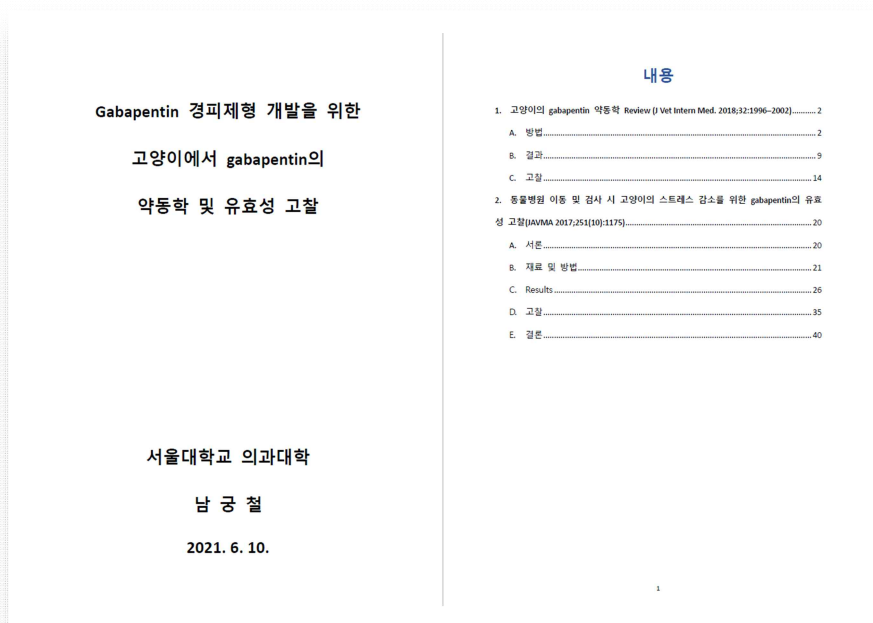 Gabapentin 경피제형 개발을 위한
고양이에서 gabapentin의
약동학 및 유효성 고찰
서울대학교 의과대학
남 궁 철
2021. 6. 10.
내용
1. 고양이의 gabapentin 약동학 Review (J Vet Intern Med. 2018;32:1996–2002)........... 2
A. 방법........... 2
B. 결과........... 9
C. 고찰........... 14
2. 동물병원 이동 및 검사 시 고양이의 스트레스 감소를 위한 gabapentin의 유효
성 고찰(JAVMA 2017;251(10):1175)........... 20
A. 서론........... 20
B. 재료 및 방법........... 21
C. Results........... 26
D. 고찰........... 35
E. 결론........... 40
1